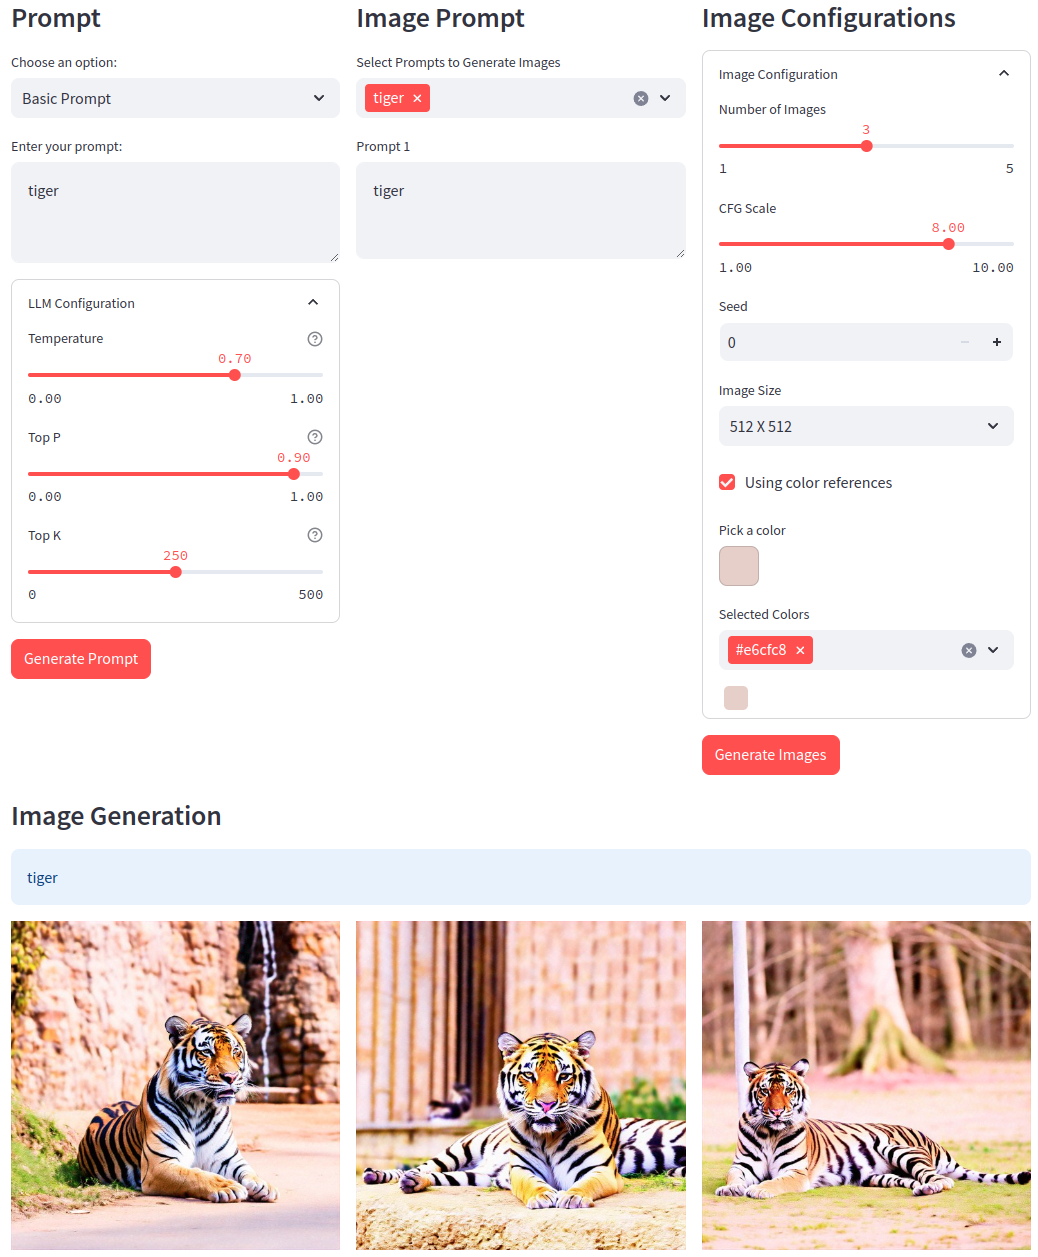 Prompt
Choose an option:
Basic Prompt
Enter your prompt:
tiger
LLM Configuration
Temperature
0.70
0.00 1.00
Top P
0.90
0.00 1.00
Top K
250
0 500
Generate Prompt
Image Prompt
Select Prompts to Generate Images
tiger
Prompt 1
tiger
Image Configurations
Image Configuration
Number of Images
3
1 5
CFG Scale
8.00
1.00 10.00
Seed
0
Image Size
512 X 512
Using color references
Pick a color
Selected Colors
#e6cfc8
Generate Images
Image Generation
tiger